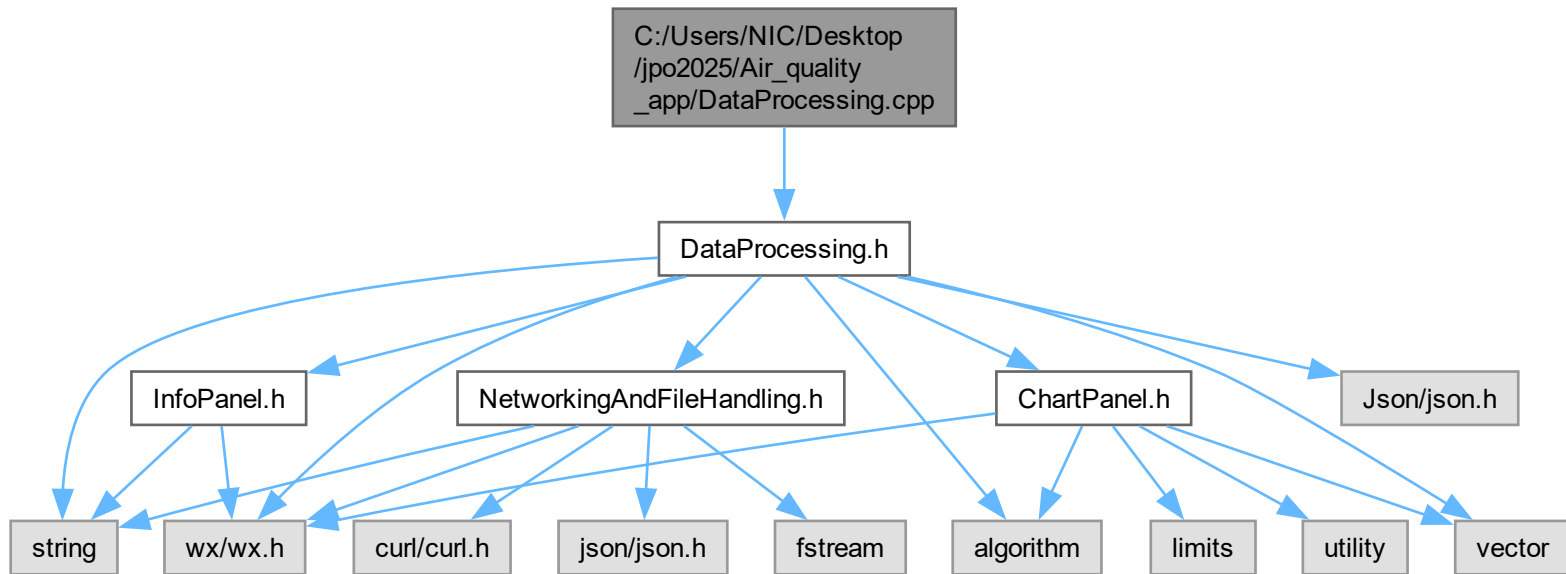 C:/Users/NIC/Desktop
/jpo2025/Air_quality
_app/DataProcessing.cpp
DataProcessing.h
InfoPanel.h
NetworkingAndFileHandling.h
ChartPanel.h
Json/json.h
string
wx/wx.h
curl/curl.h
json/json.h
fstream
algorithm
limits
utility
vector